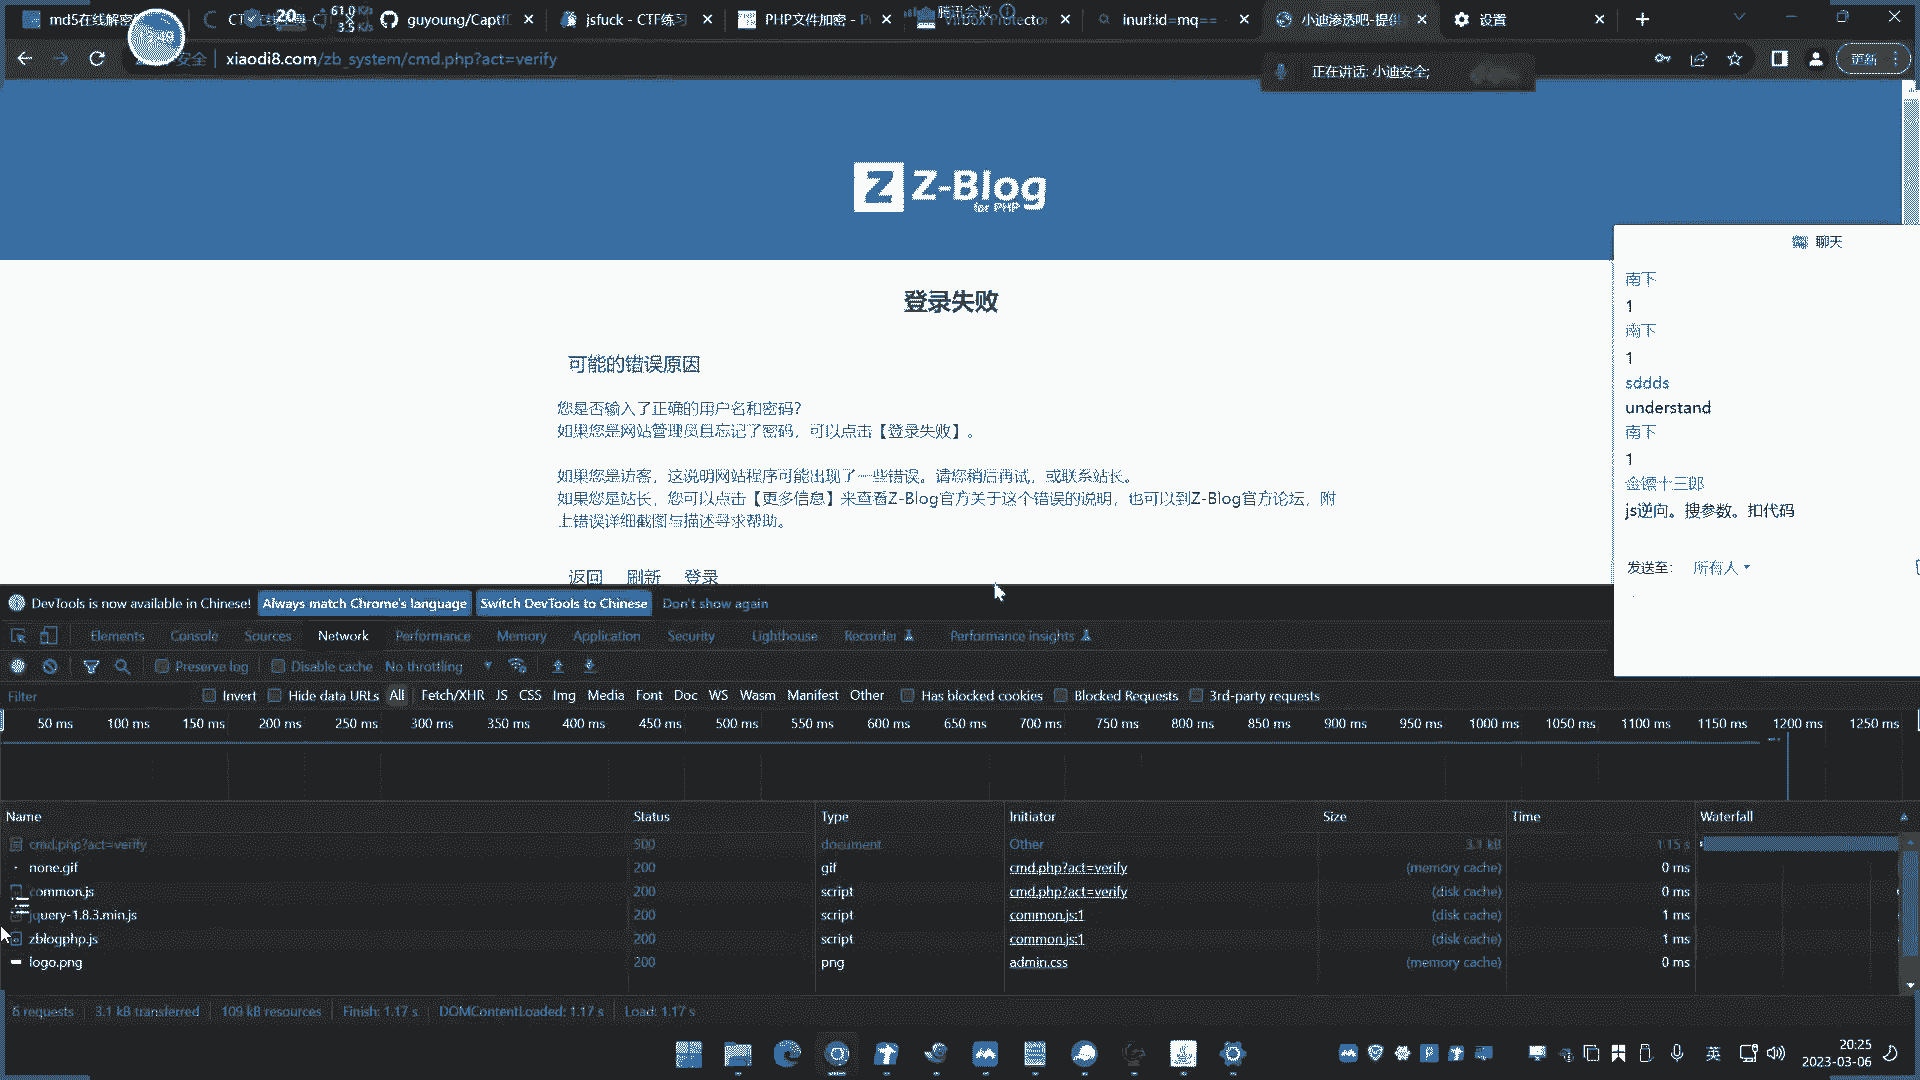 md5在线解密
guyoung/Captf
jsfuck - CTF练习
PHP文件加密 - P
Virbox Protector
腾讯会议
inurl:id=mq==
小迪渗透吧-提供
设置
20
61.0
3.5
xiaodi8.com/zb_system/cmd.php?act=verify
更新
正在讲话: 小迪安全;
Z Z-Blog
for PHP
登录失败
可能的错误原因
您是否输入了正确的用户名和密码?
如果您是网站管理员且忘记了密码，可以点击【登录失败】。
如果您是访客，这说明网站程序可能出现了一些错误。请您稍后再试，或联系站长。
如果您是站长，您可以点击【更多信息】来查看Z-Blog官方关于这个错误的说明，也可以到Z-Blog官方论坛，附
上错误详细截图与描述寻求帮助。
返回 刷新 登录
聊天
南下
1
南下
1
sddds
understand
南下
1
金镖十三郎
js逆向。搜参数。扣代码
发送至: 所有人
DevTools is now available in Chinese! Always match Chrome's language Switch DevTools to Chinese Don't show again
Elements Console Sources Network Performance Memory Application Security Lighthouse Recorder Performance insights
Preserve log Disable cache No throttling
Filter Invert Hide data URLs All Fetch/XHR JS CSS Img Media Font Doc WS Wasm Manifest Other Has blocked cookies Blocked Requests 3rd-party requests
50 ms 100 ms 150 ms 200 ms 250 ms 300 ms 350 ms 400 ms 450 ms 500 ms 550 ms 600 ms 650 ms 700 ms 750 ms 800 ms 850 ms 900 ms 950 ms 1000 ms 1050 ms 1100 ms 1150 ms 1200 ms 1250 ms
Name Status Type Initiator Size Time Waterfall
cmd.php?act=verify 500 document Other 3.1 kB 1.15 s
none.gif 200 gif cmd.php?act=verify (memory cache) 0 ms
common.js 200 script cmd.php?act=verify (disk cache) 0 ms
jquery-1.8.3.min.js 200 script common.js:1 (disk cache) 1 ms
zblogphp.js 200 script common.js:1 (disk cache) 1 ms
logo.png 200 png admin.css (memory cache) 0 ms
6 requests 3.1 kB transferred 109 kB resources Finish: 1.17 s DOMContentLoaded: 1.17 s Load: 1.17 s
英
20:25
2023-03-06